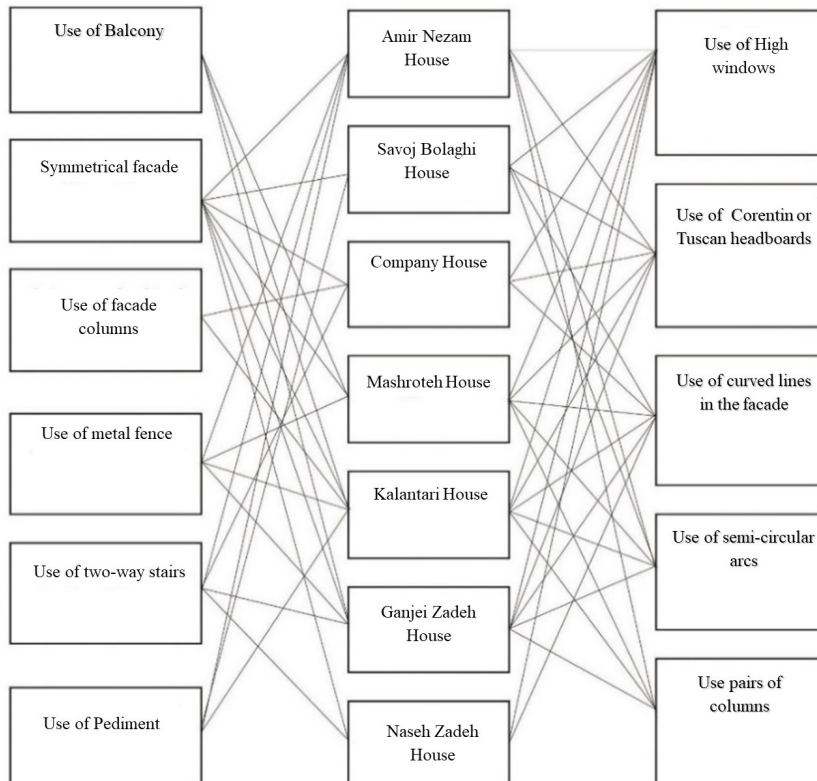 Use of Balcony
Symmetrical facade
Use of facade
columns
Use of metal fence
Use of two-way stairs
Use of Pediment
Amir Nezam
House
Savoj Bolaghi
House
Company House
Mashroteh House
Kalantari House
Ganjei Zadeh
House
Naseh Zadeh
House
Use of High
windows
Use of Corentin or
Tuscan headboards
Use of curved lines
in the facade
Use of semi-circular
arcs
Use pairs of
columns